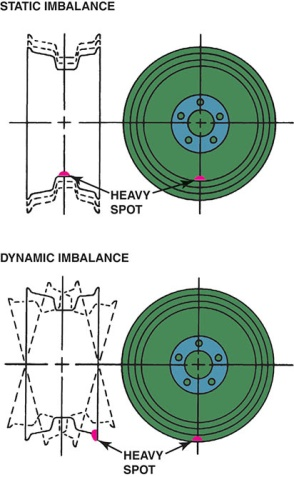 STATIC IMBALANCE
HEAVY
SPOT
DYNAMIC IMBALANCE
HEAVY
SPOT